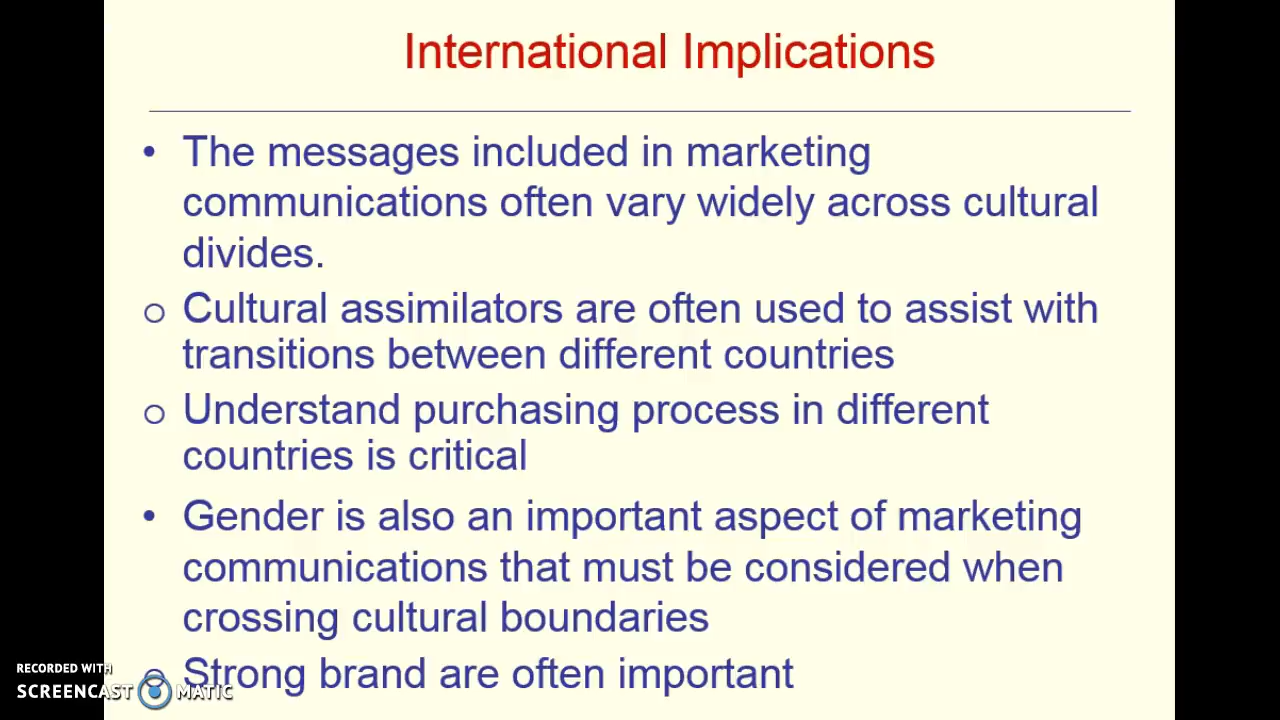 International Implications
• The messages included in marketing
communications often vary widely across cultural
divides.
o Cultural assimilators are often used to assist with
transitions between different countries
o Understand purchasing process in different
countries is critical
• Gender is also an important aspect of marketing
communications that must be considered when
crossing cultural boundaries
o Strong brand are often important
RECORDED WITH
SCREENCAST MATIC